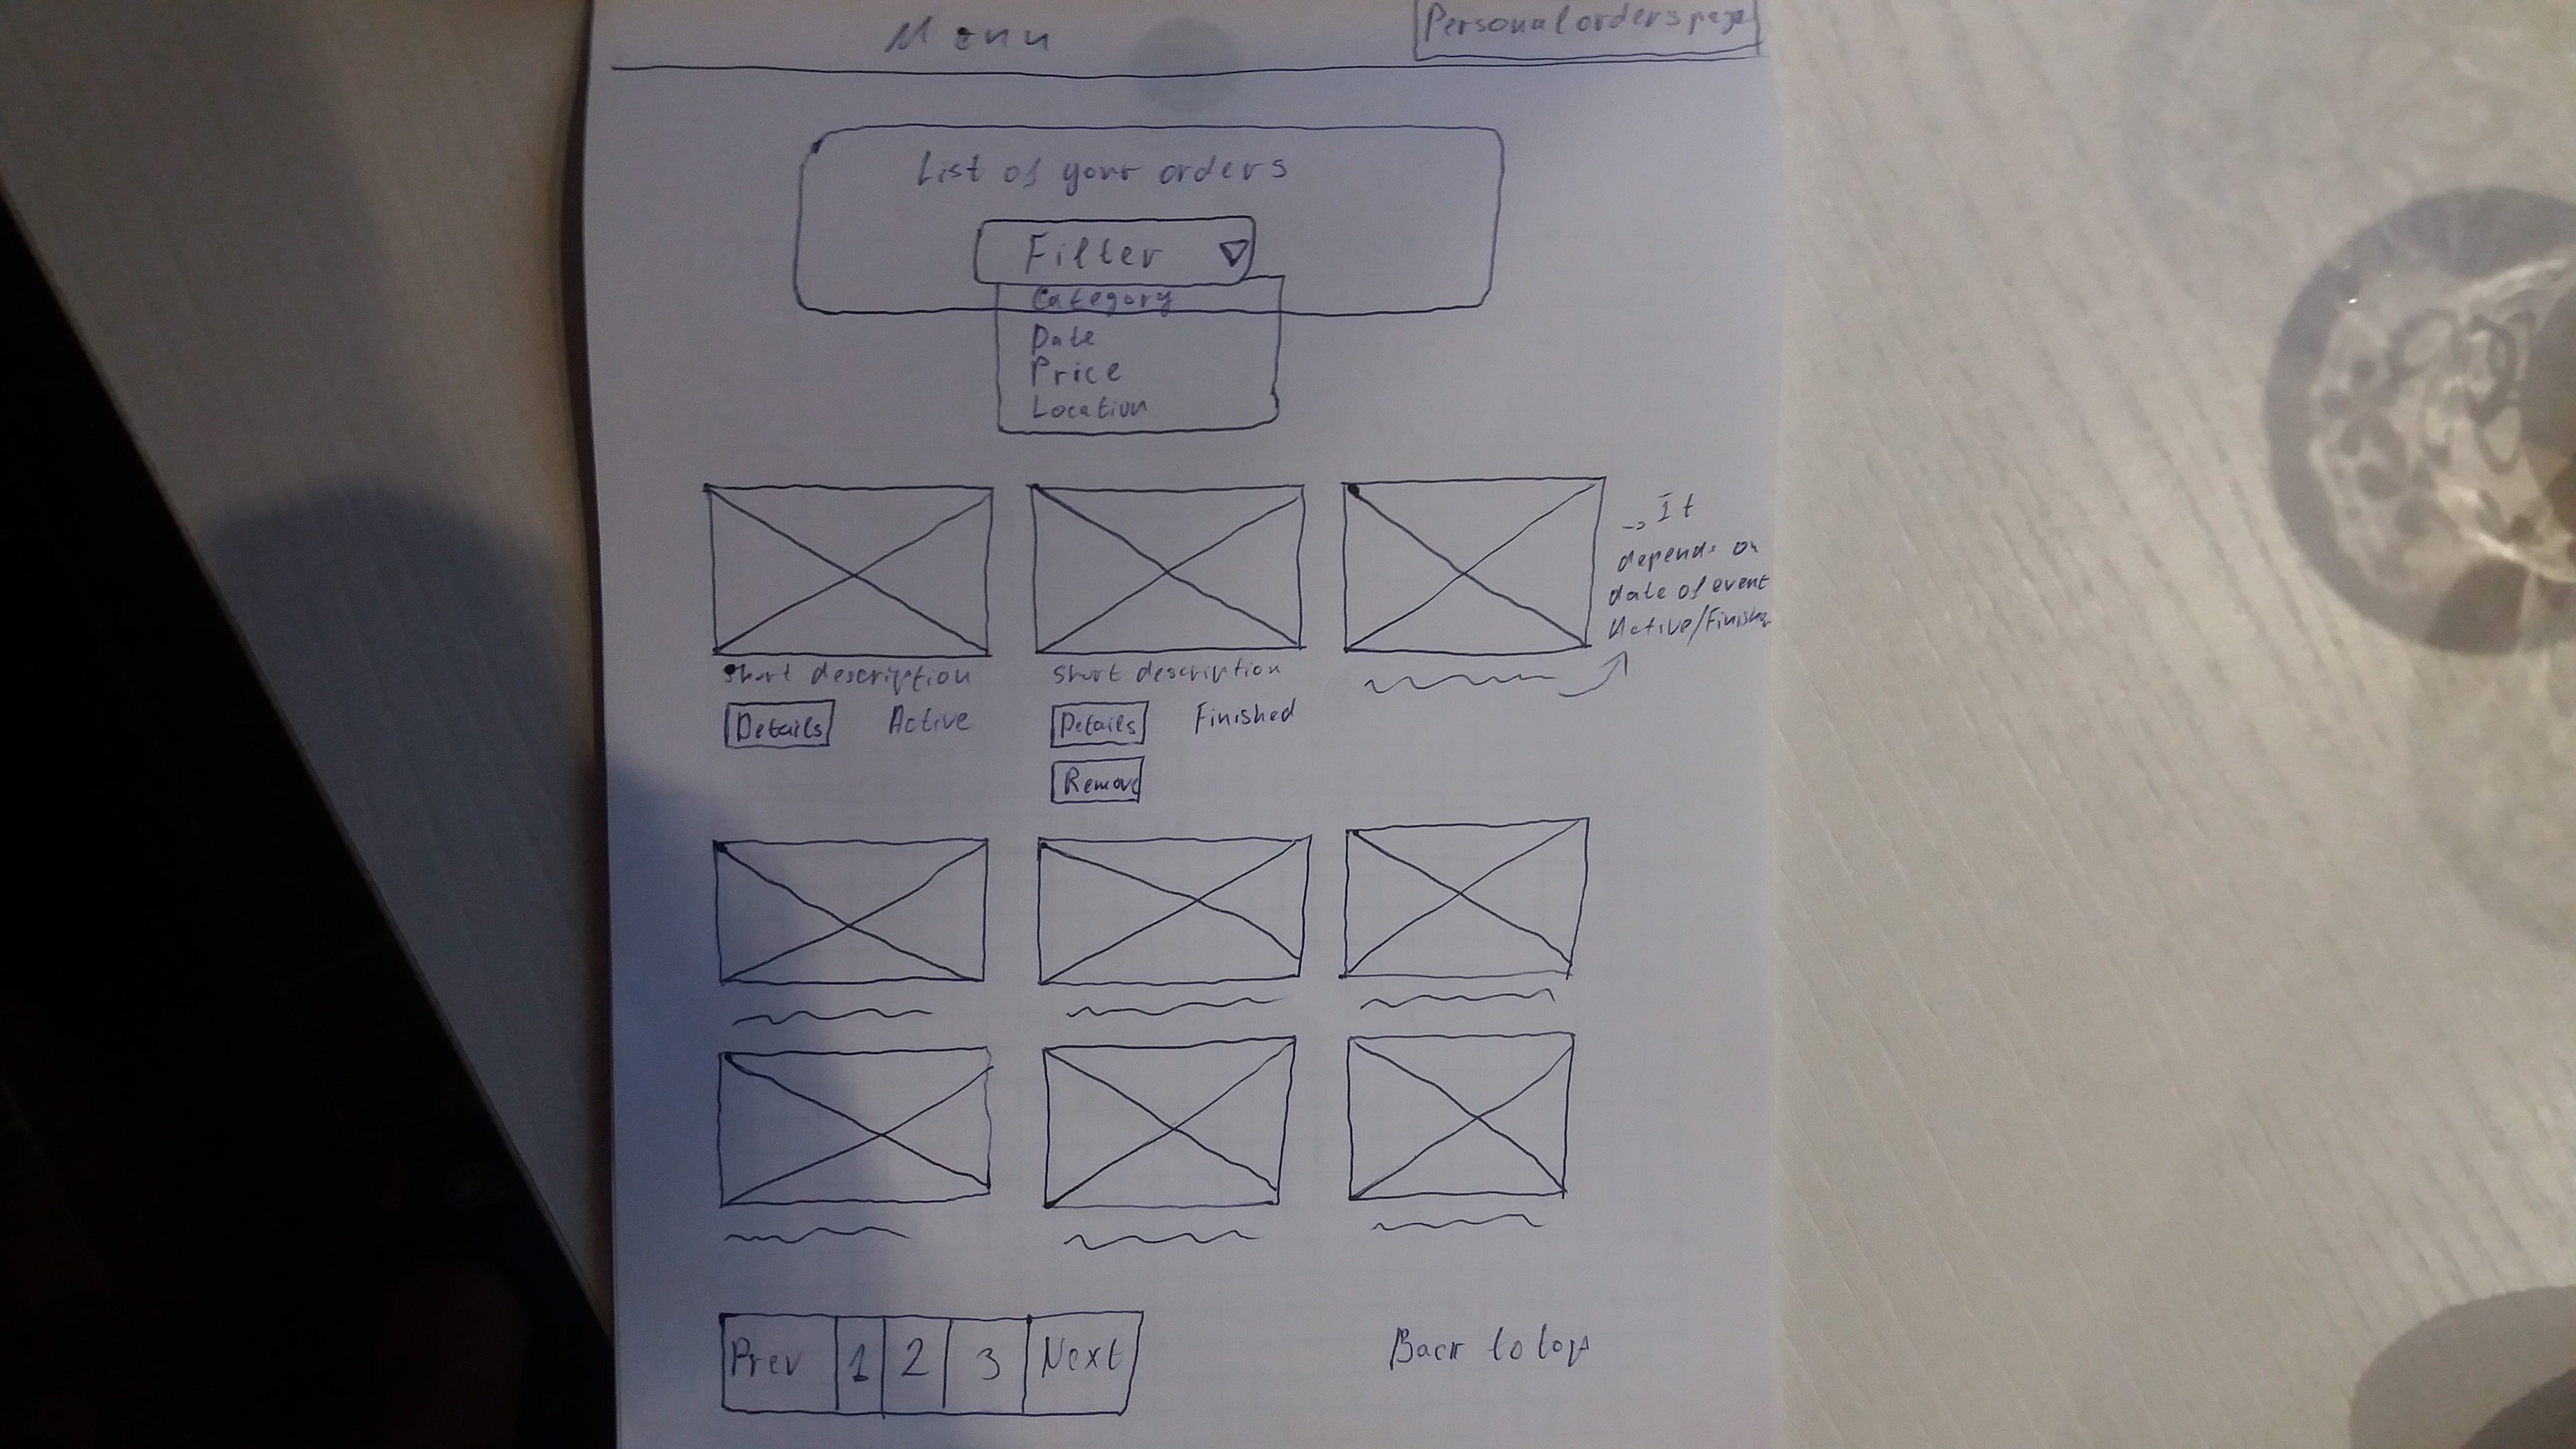 Menu
Personal orders page
List of your orders
Filter
Category
Date
Price
Location
short description
Details Active
short description
Details Finished
Remove
-> It
depends on
date of event
Active/Finished
Prev 1 2 3 Next
Back to top